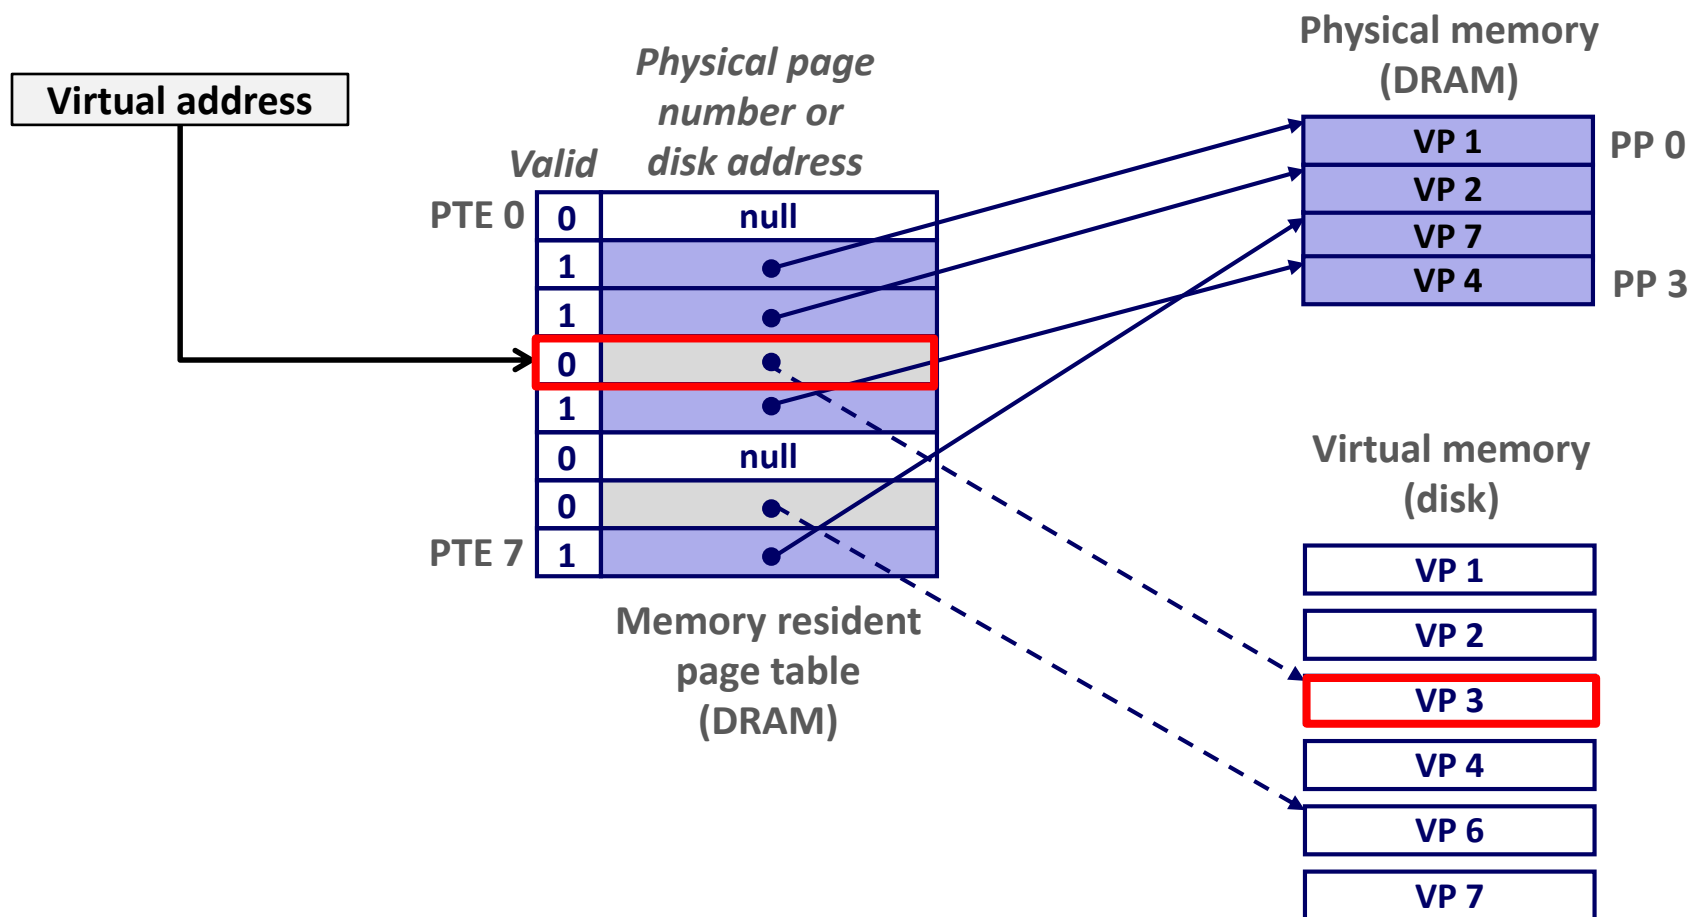 Virtual address
Physical page
number or
disk address
Valid
PTE 0
0
null
1
1
0
1
0
null
0
PTE 7
1
Memory resident
page table
(DRAM)
Physical memory
(DRAM)
VP 1
PP 0
VP 2
VP 7
VP 4
PP 3
Virtual memory
(disk)
VP 1
VP 2
VP 3
VP 4
VP 6
VP 7